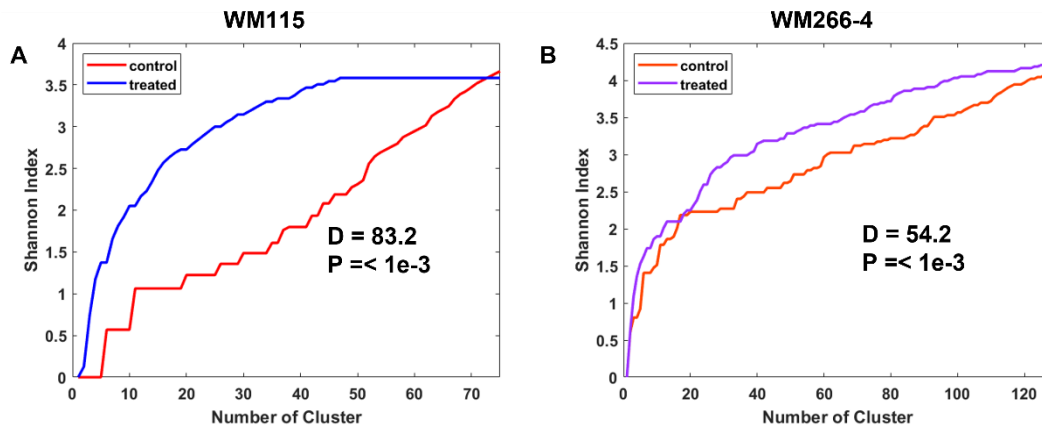 WM115
WM266-4
A
4
3.5
3
2.5
2
1.5
1
0.5
0
Shannon Index
control
treated
D = 83.2
P =< 1e-3
0 10 20 30 40 50 60 70
Number of Cluster
B
4.5
4
3.5
3
2.5
2
1.5
1
0.5
0
Shannon Index
control
treated
D = 54.2
P =< 1e-3
0 20 40 60 80 100 120
Number of Cluster